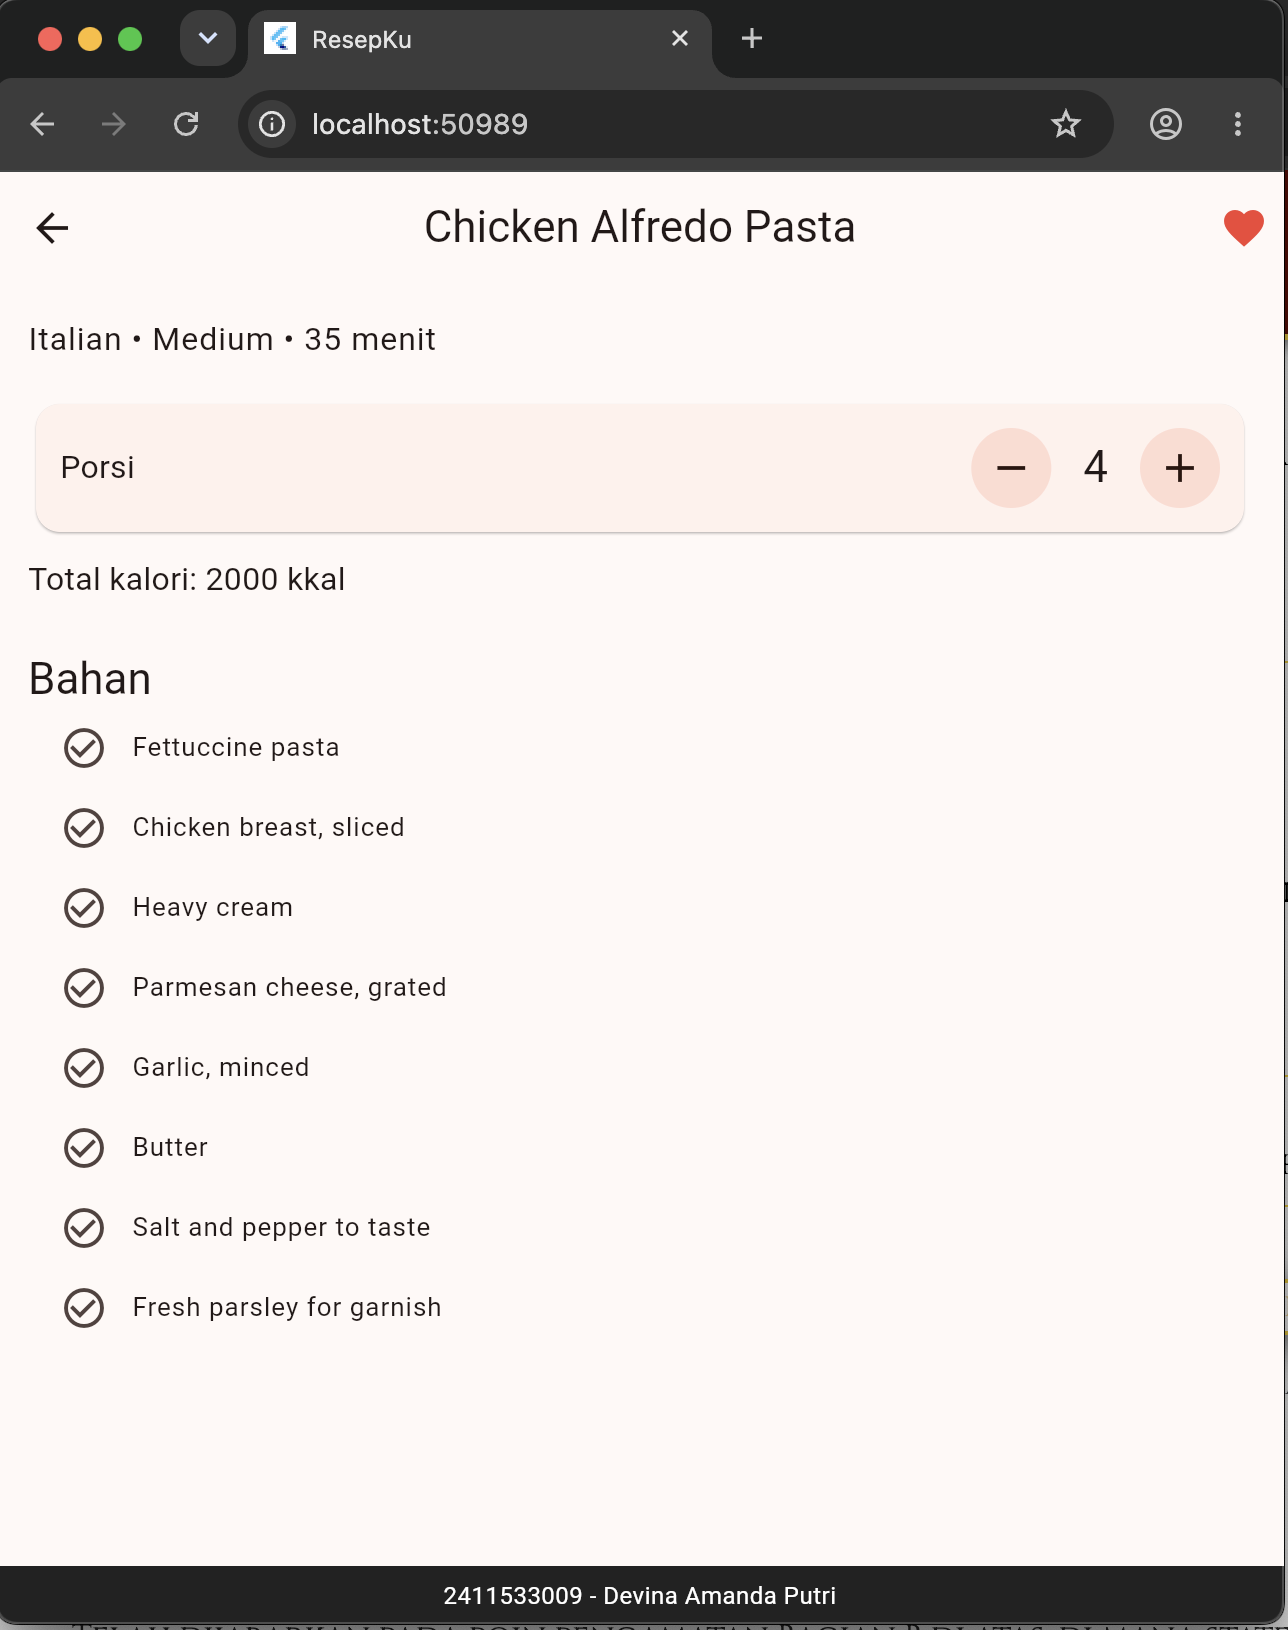 ResepKu
localhost:50989
Chicken Alfredo Pasta
Italian • Medium • 35 menit
Porsi
4
Total kalori: 2000 kkal
Bahan
Fettuccine pasta
Chicken breast, sliced
Heavy cream
Parmesan cheese, grated
Garlic, minced
Butter
Salt and pepper to taste
Fresh parsley for garnish
2411533009 - Devina Amanda Putri